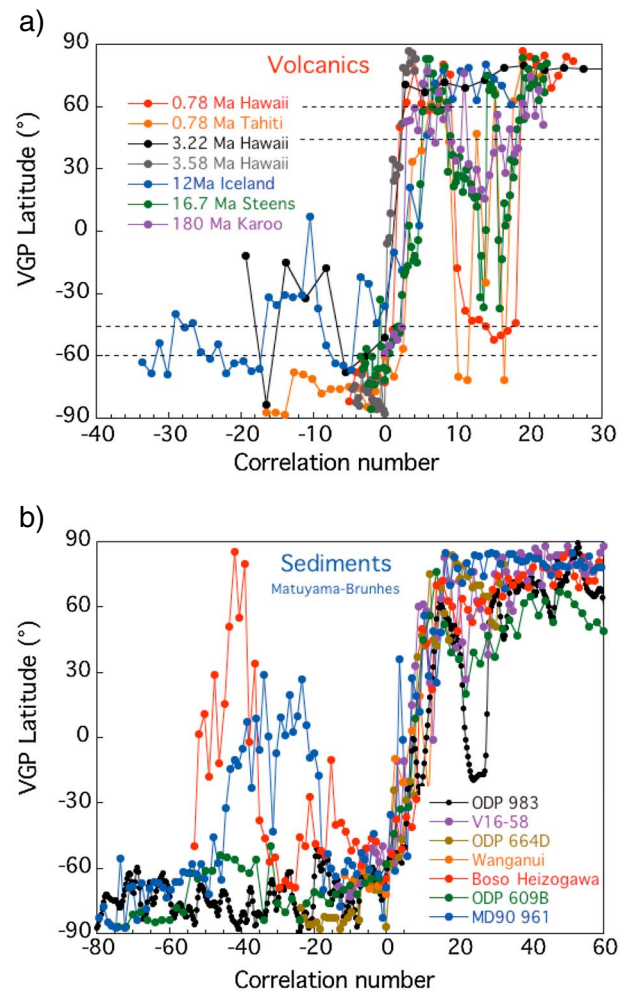 a)
90
60
30
0
-30
-60
-90
VGP Latitude (°)
Volcanics
0.78 Ma Hawaii
0.78 Ma Tahiti
3.22 Ma Hawaii
3.58 Ma Hawaii
12Ma Iceland
16.7 Ma Steens
180 Ma Karoo
-40 -30 -20 -10 0 10 20 30
Correlation number
b)
90
60
30
0
-30
-60
-90
VGP Latitude (°)
Sediments
Matuyama-Brunhes
ODP 983
V16-58
ODP 664D
Wanganui
Boso Heizogawa
ODP 609B
MD90 961
-80 -60 -40 -20 0 20 40 60
Correlation number